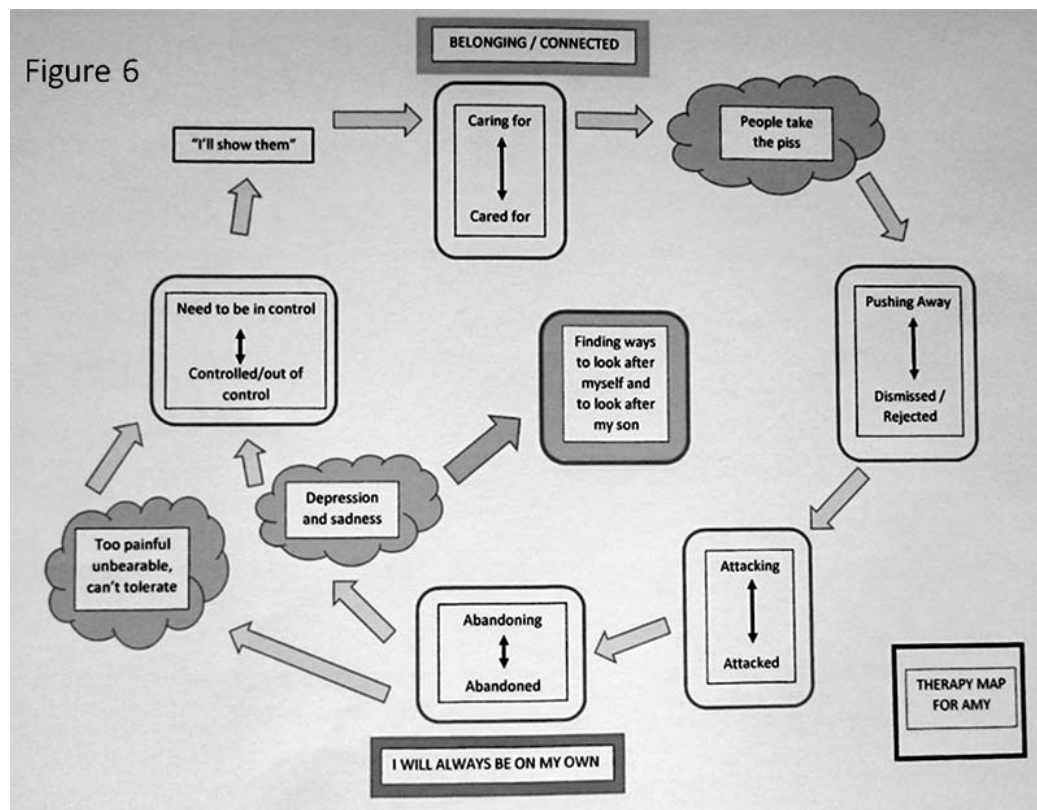 Figure 6
BELONGING / CONNECTED
"I'll show them"
Caring for
Cared for
People take
the piss
Need to be in control
Controlled/out of
control
Finding ways
to look after
myself and
to look after
my son
Pushing Away
Dismissed /
Rejected
Depression
and sadness
Too painful
unbearable,
can't tolerate
Abandoning
Abandoned
Attacking
Attacked
THERAPY MAP
FOR AMY
I WILL ALWAYS BE ON MY OWN